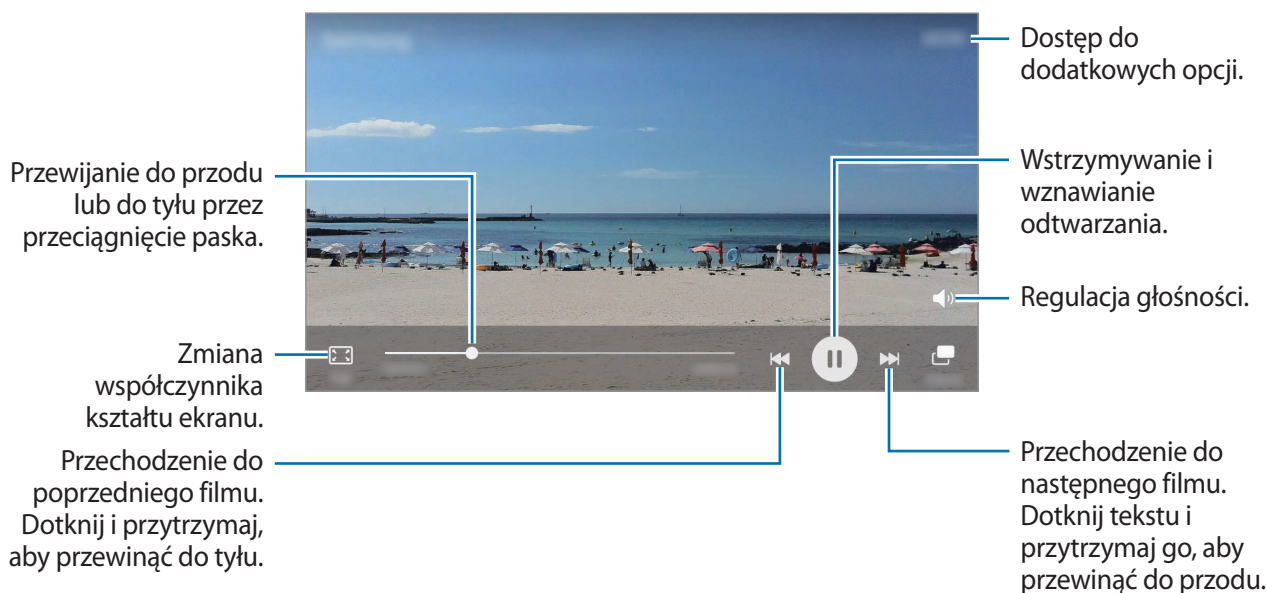 Dostęp do
dodatkowych opcji.
Przewijanie do przodu
lub do tyłu przez
przeciągnięcie paska.
Wstrzymywanie i
wznawianie
odtwarzania.
Regulacja głośności.
Zmiana
współczynnika
kształtu ekranu.
Przechodzenie do
poprzedniego filmu.
Dotknij i przytrzymaj,
aby przewinąć do tyłu.
Przechodzenie do
następnego filmu.
Dotknij tekstu i
przytrzymaj go, aby
przewinąć do przodu.